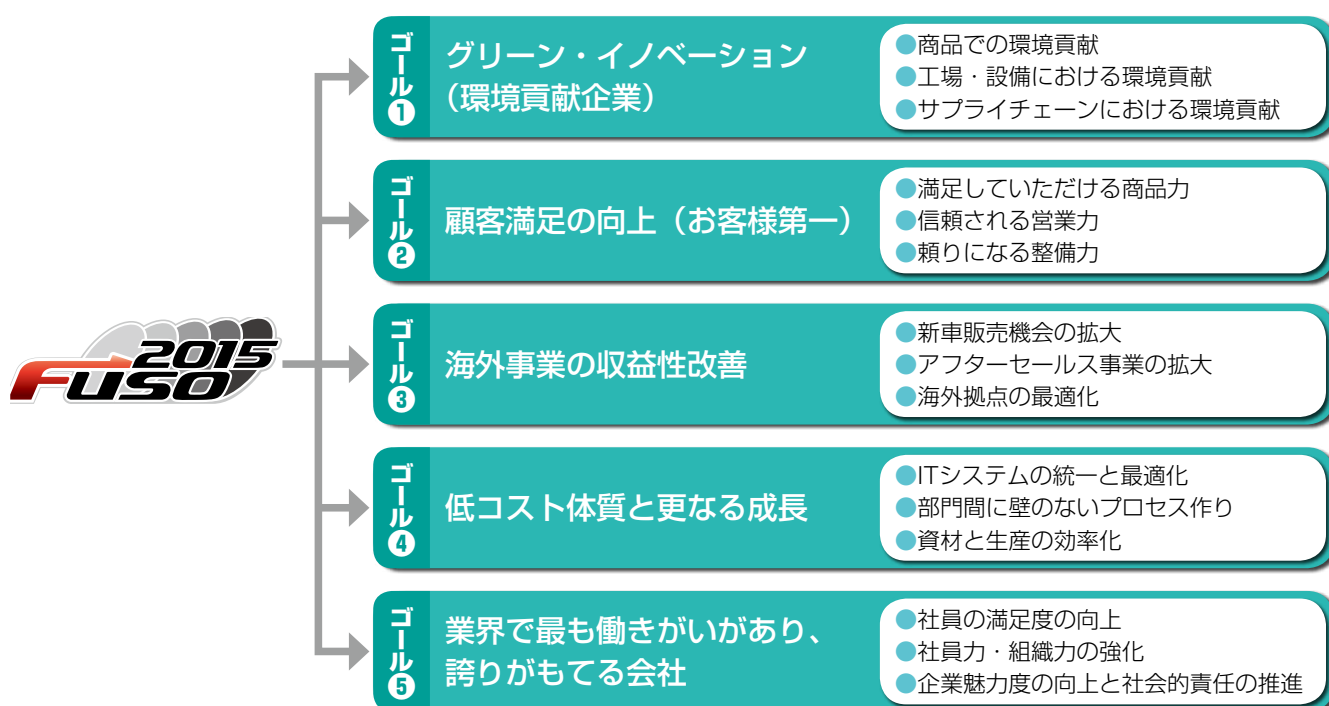 2015
FUSO
ゴール❶
グリーン・イノベーション
（環境貢献企業）
●商品での環境貢献
●工場・設備における環境貢献
●サプライチェーンにおける環境貢献
ゴール❷
顧客満足の向上（お客様第一）
●満足していただける商品力
●信頼される営業力
●頼りになる整備力
ゴール❸
海外事業の収益性改善
●新車販売機会の拡大
●アフターセールス事業の拡大
●海外拠点の最適化
ゴール❹
低コスト体質と更なる成長
●ITシステムの統一と最適化
●部門間に壁のないプロセス作り
●資材と生産の効率化
ゴール❺
業界で最も働きがいがあり、
誇りがもてる会社
●社員の満足度の向上
●社員力・組織力の強化
●企業魅力度の向上と社会的責任の推進